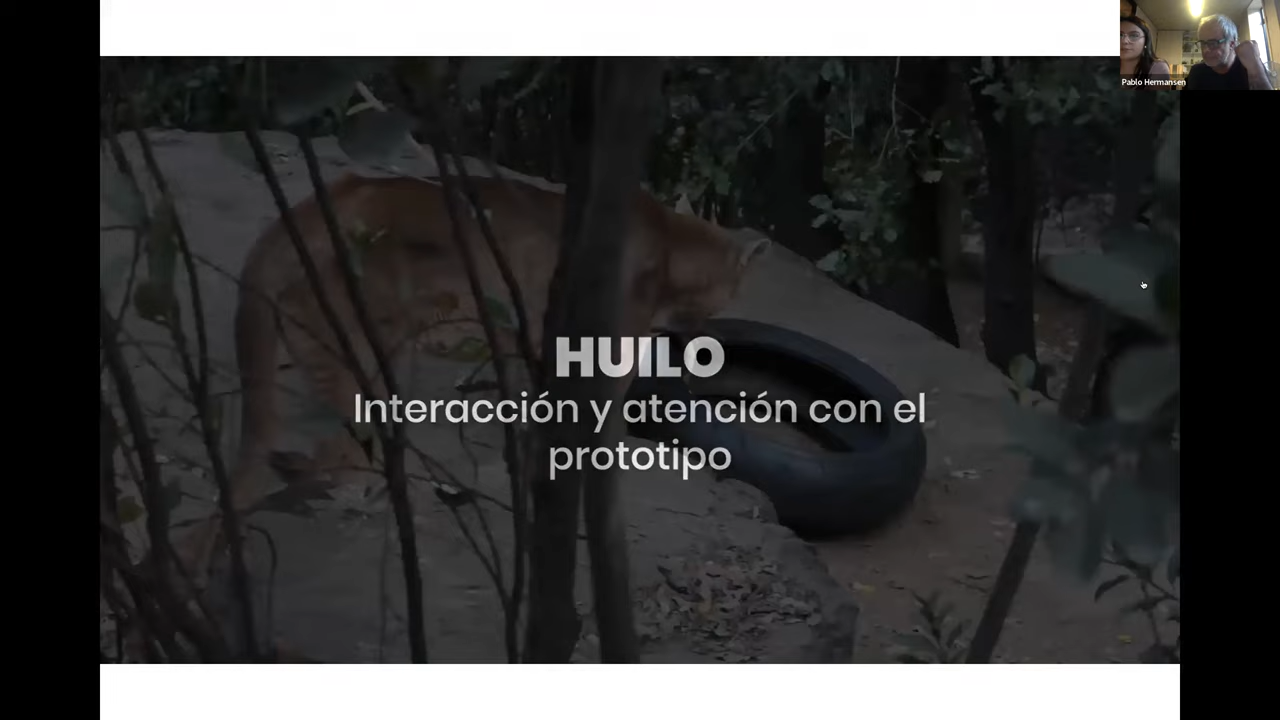 Pablo Hermansen
HUILO
Interacción y atención con el
prototipo